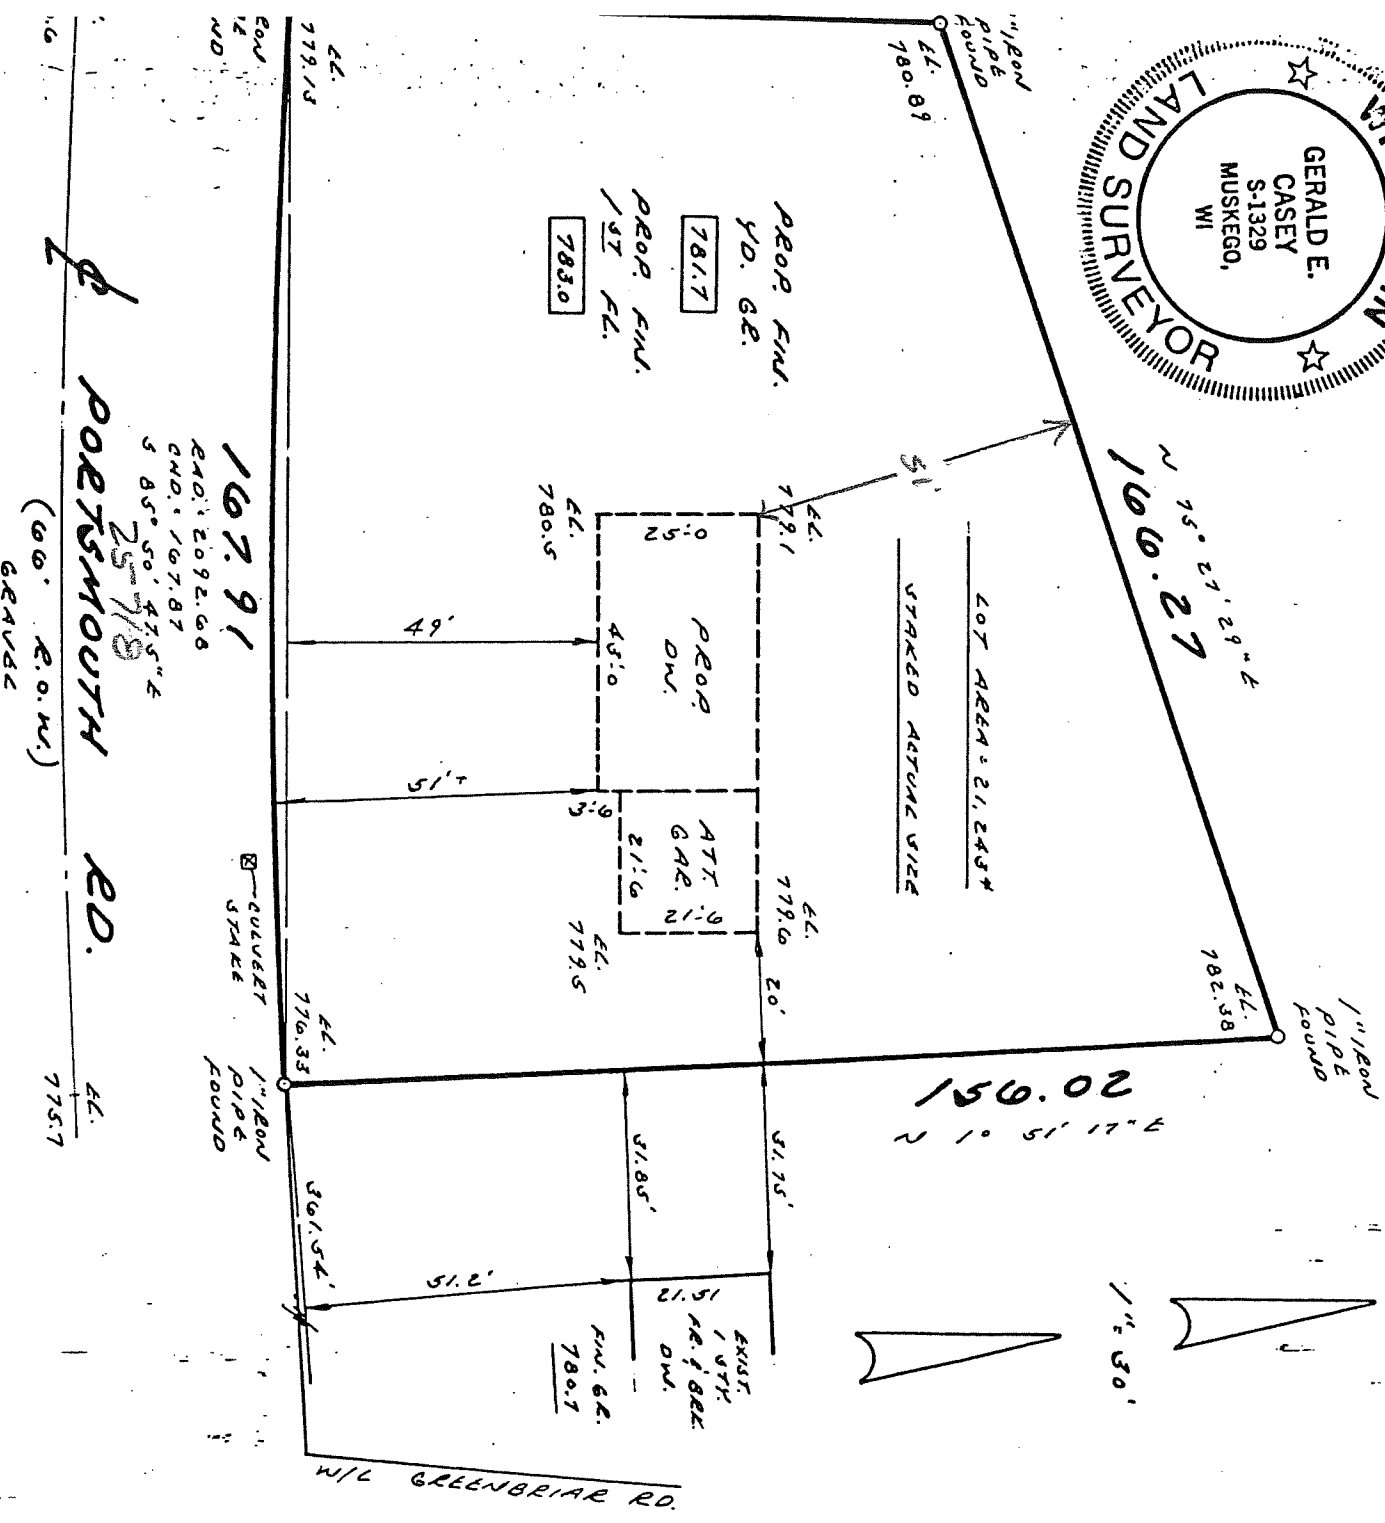 1" IRON
PIPE
FOUND
EL.
780.89
LAND SURVEYOR
GERALD E.
CASEY
S-1329
MUSKEGO,
WI
N 75° 27' 29" E
166.27
1" IRON
PIPE
FOUND
EL.
782.38
PROP. FIN.
YD. GR.
781.7
PROP. FIN.
1ST FL.
783.0
51'
LOT AREA = 21,243
STAKED ACTUAL SIZE
EL.
779.1
EL.
780.5
25:0
PROP.
DW.
43:0
49'
51'±
3:6
ATT.
GAR.
21:6
21:6
EL.
779.6
EL.
779.5
20'
156.02
N 1° 51' 17" E
31.75'
31.85'
51.2'
21.51
EXIST.
1 STY.
FR. & BRK.
DW.
FIN. GR.
780.7
1" = 30'
EL.
779.13
167.91
RAD. = 2092.68
CHD. = 167.87
S 85° 50' 47.5" E
25-718
CULVERT
STAKE
EL.
776.33
1" IRON
PIPE
FOUND
361.54'
PORTSMOUTH RD.
(66' R.O.W.)
GRAVEL
EL.
775.7
W/L GREENBRIAR RD.